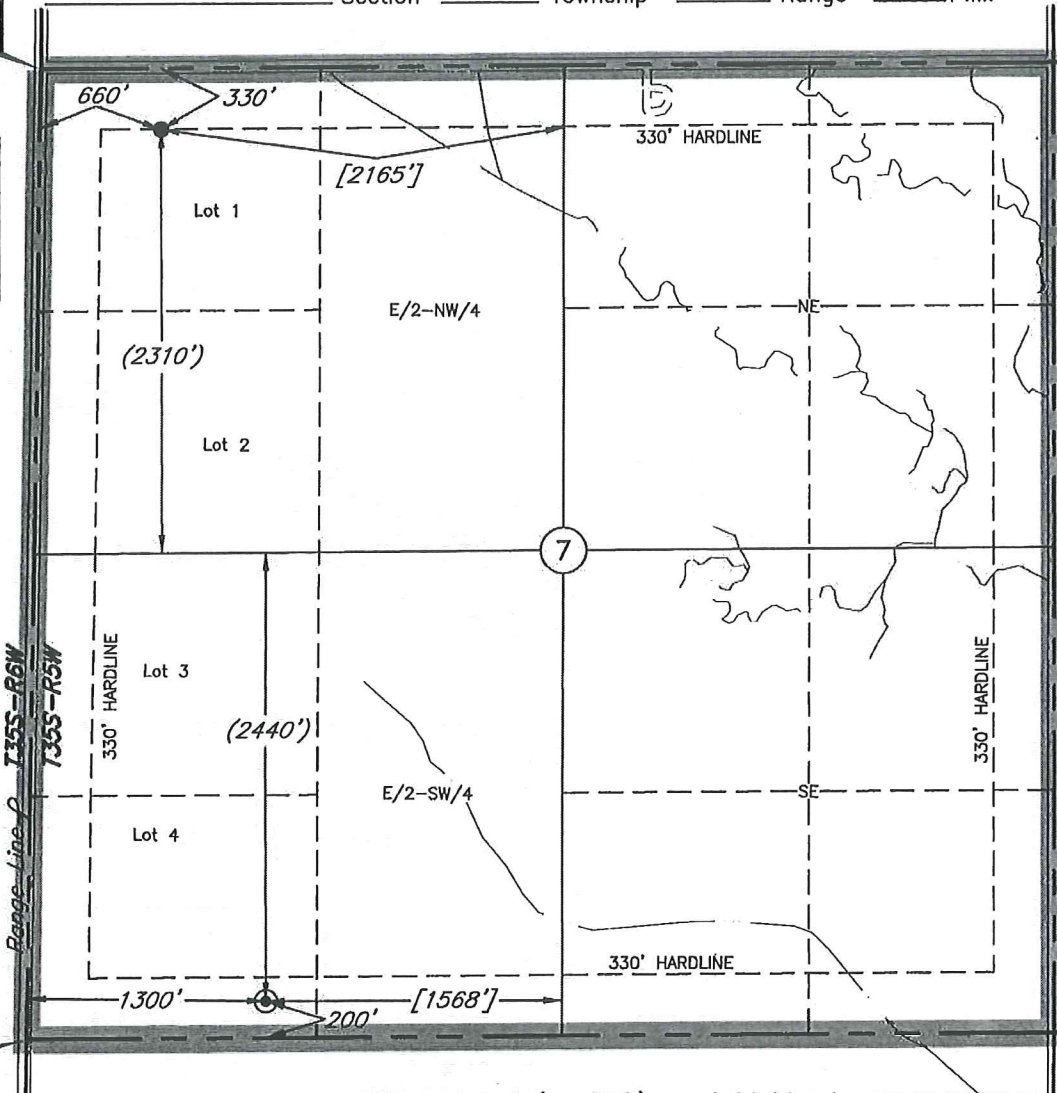 Section Township Range
660'
330'
330' HARDLINE
[2165']
Lot 1
E/2-NW/4
NE
(2310')
Lot 2
7
T35S-R6W
T35S-R5W
330' HARDLINE
Lot 3
330' HARDLINE
(2440')
E/2-SW/4
SE
Lot 4
Range Line
330' HARDLINE
1300'
[1568']
200'